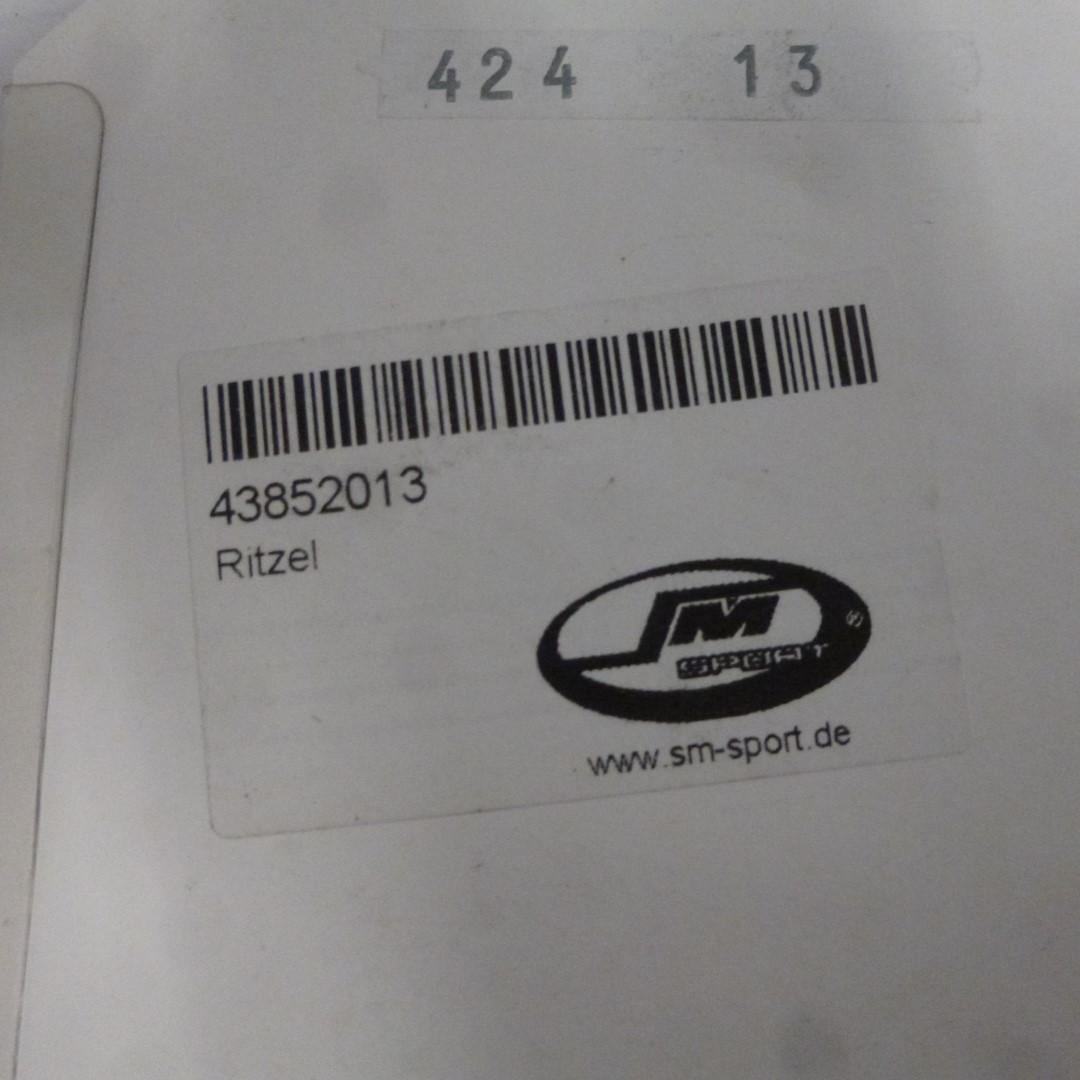 424 13
43852013
Ritzel
SM
SPORT
®
www.sm-sport.de